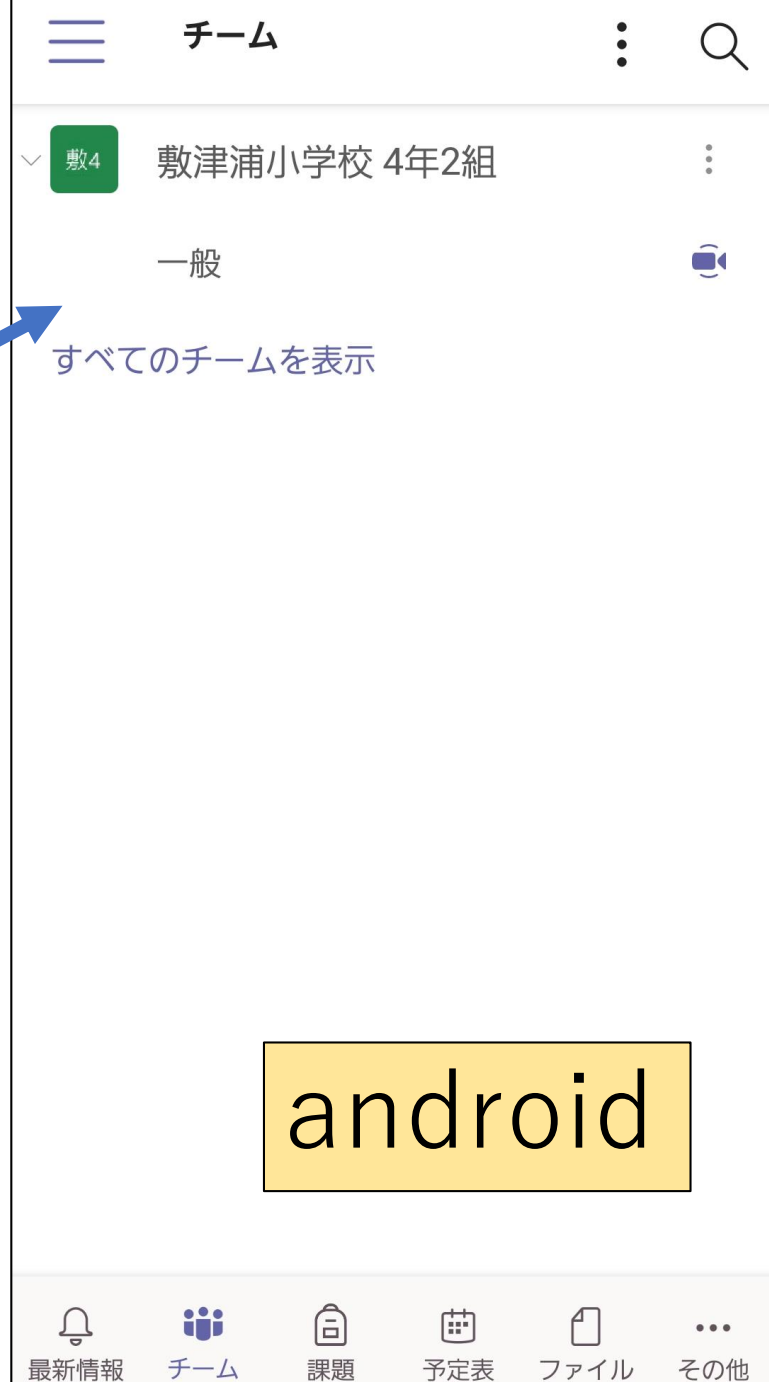 チーム
敷4 敷津浦小学校 4年2組
一般
すべてのチームを表示
android
最新情報 チーム 課題 予定表 ファイル その他